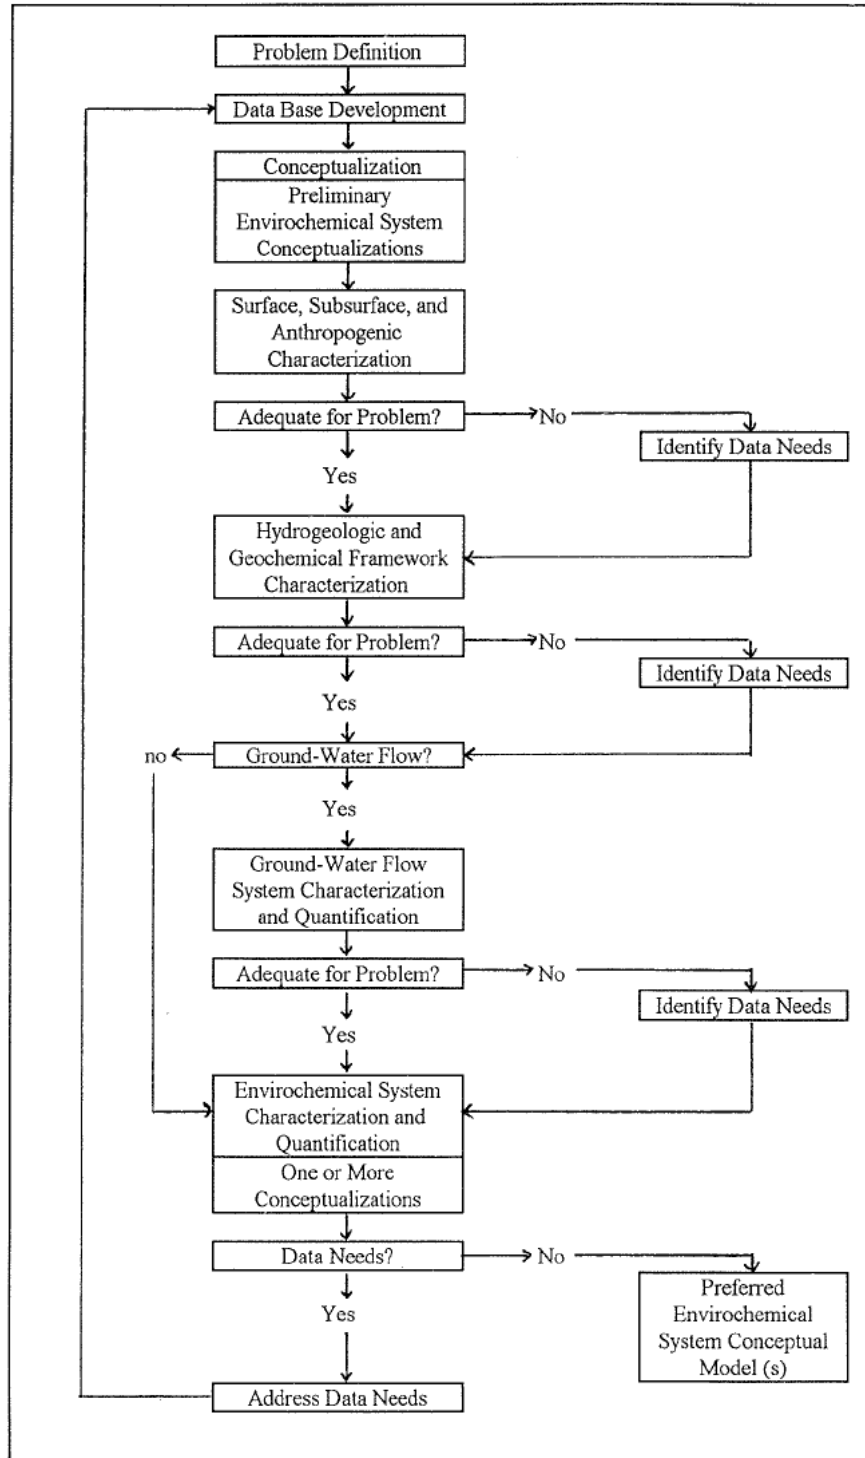 Problem Definition
Data Base Development
Conceptualization
Preliminary
Envirochemical System
Conceptualizations
Surface, Subsurface, and
Anthropogenic
Characterization
Adequate for Problem?
No
Identify Data Needs
Yes
Hydrogeologic and
Geochemical Framework
Characterization
Adequate for Problem?
No
Identify Data Needs
Yes
no
Ground-Water Flow?
Yes
Ground-Water Flow
System Characterization
and Quantification
Adequate for Problem?
No
Identify Data Needs
Yes
Envirochemical System
Characterization and
Quantification
One or More
Conceptualizations
Data Needs?
No
Preferred
Envirochemical
System Conceptual
Model (s)
Yes
Address Data Needs